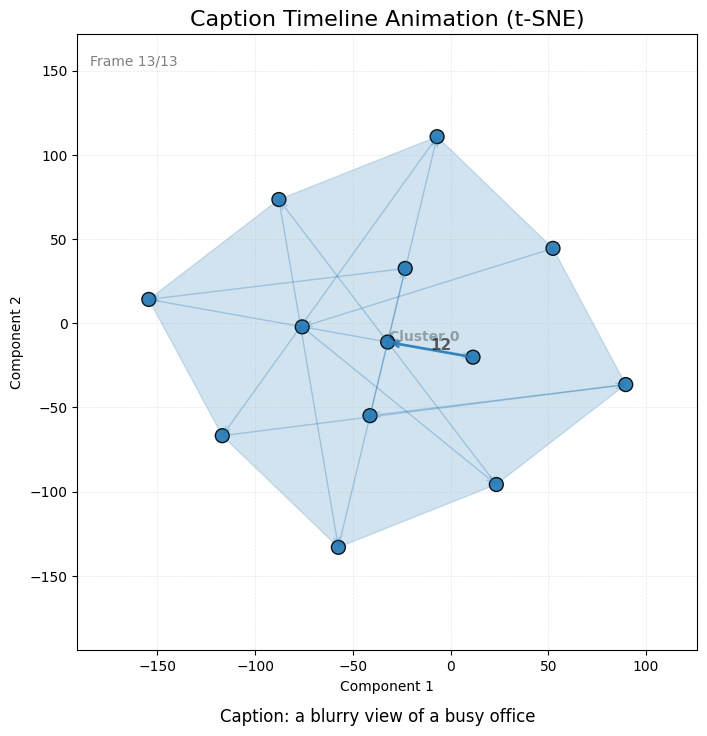 Caption Timeline Animation (t-SNE)
Frame 13/13
150
100
50
0
−50
−100
−150
Component 2
Cluster 0
12
−150
−100
−50
0
50
100
Component 1
Caption: a blurry view of a busy office